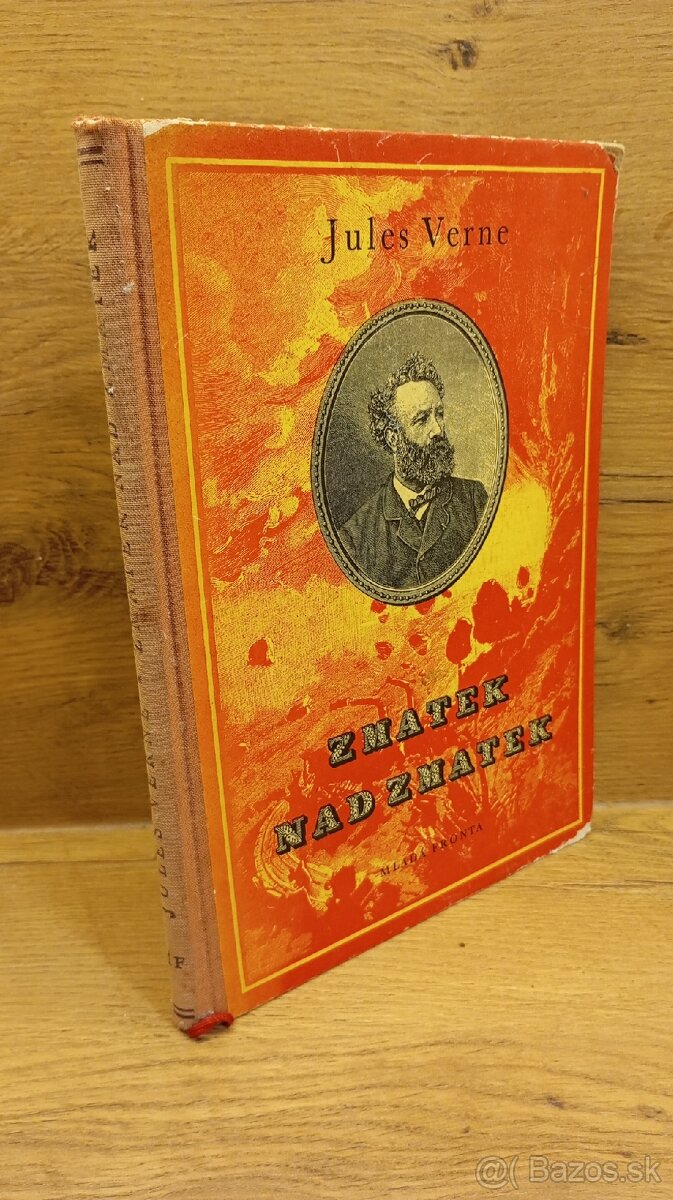 Jules Verne
ZMATEK
NAD ZMATEK
MLADÁ FRONTA
JULES VERNE
@( Bazos.sk